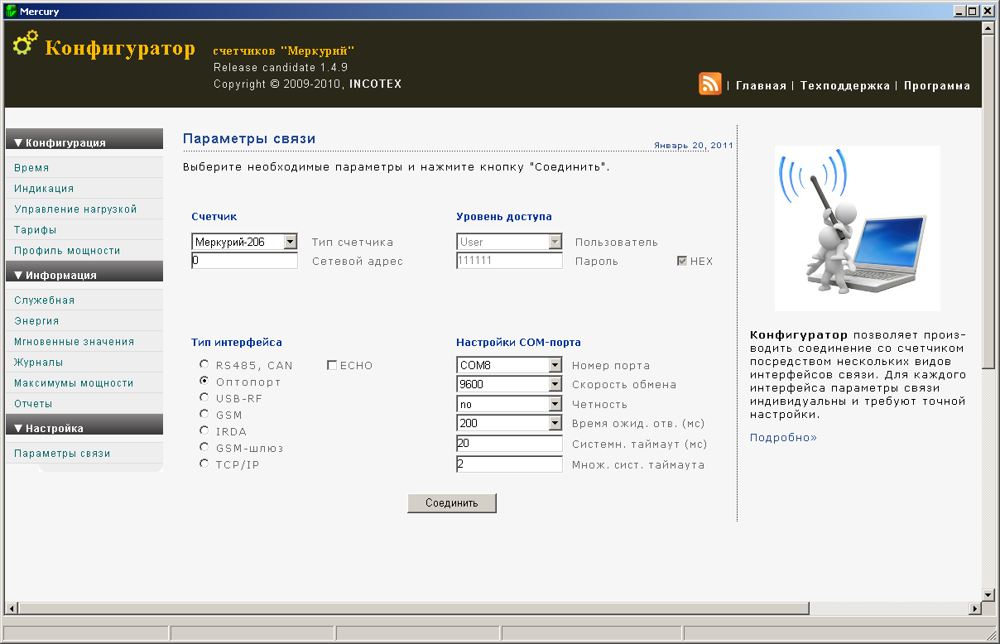 Mercury
Конфигуратор
счетчиков "Меркурий"
Release candidate 1.4.9
Copyright © 2009-2010, INCOTEX
| Главная | Техподдержка | Программа
▼ Конфигурация
Время
Индикация
Управление нагрузкой
Тарифы
Профиль мощности
▼ Информация
Служебная
Энергия
Мгновенные значения
Журналы
Максимумы мощности
Отчеты
▼ Настройка
Параметры связи
Параметры связи
Январь 20, 2011
Выберите необходимые параметры и нажмите кнопку "Соединить".
Счетчик
Меркурий-206 Тип счетчика
0 Сетевой адрес
Уровень доступа
User Пользователь
111111 Пароль HEX
Тип интерфейса
RS485, CAN ECHO
Оптопорт
USB-RF
GSM
IRDA
GSM-шлюз
TCP/IP
Настройки COM-порта
COM8 Номер порта
9600 Скорость обмена
no Четность
200 Время ожид. отв. (мс)
20 Системн. таймаут (мс)
2 Множ. сист. таймаута
Соединить
Конфигуратор позволяет произ-
водить соединение со счетчиком
посредством нескольких видов
интерфейсов связи. Для каждого
интерфейса параметры связи
индивидуальны и требуют точной
настройки.
Подробно»